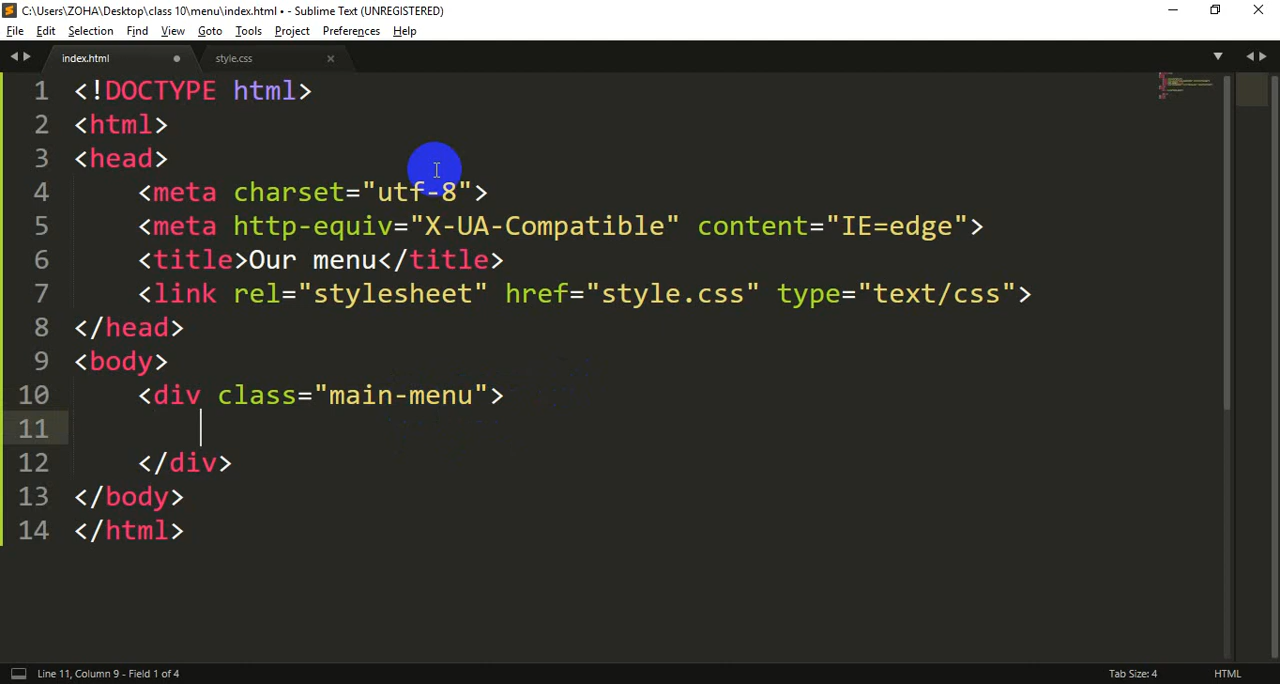 C:\Users\ZOHA\Desktop\class 10\menu\index.html • - Sublime Text (UNREGISTERED)
File Edit Selection Find View Goto Tools Project Preferences Help
index.html style.css
1 <!DOCTYPE html>
2 <html>
3 <head>
4 <meta charset="utf-8">
5 <meta http-equiv="X-UA-Compatible" content="IE=edge">
6 <title>Our menu</title>
7 <link rel="stylesheet" href="style.css" type="text/css">
8 </head>
9 <body>
10 <div class="main-menu">
11
12 </div>
13 </body>
14 </html>
Line 11, Column 9 - Field 1 of 4 Tab Size: 4 HTML